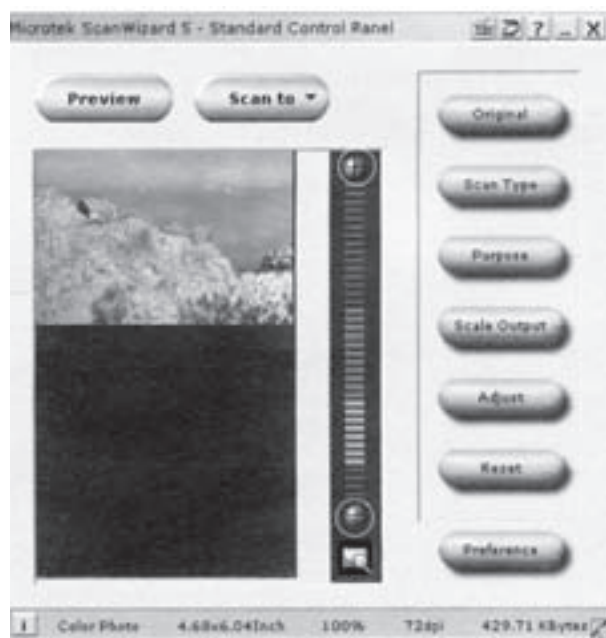 Microtek ScanWizard 5 - Standard Control Panel
Preview
Scan to
Original
Scan Type
Purpose
Scale Output
Adjust
Reset
Preference
Color Photo 4.68x6.04Inch 100% 72dpi 429.71 KBytes